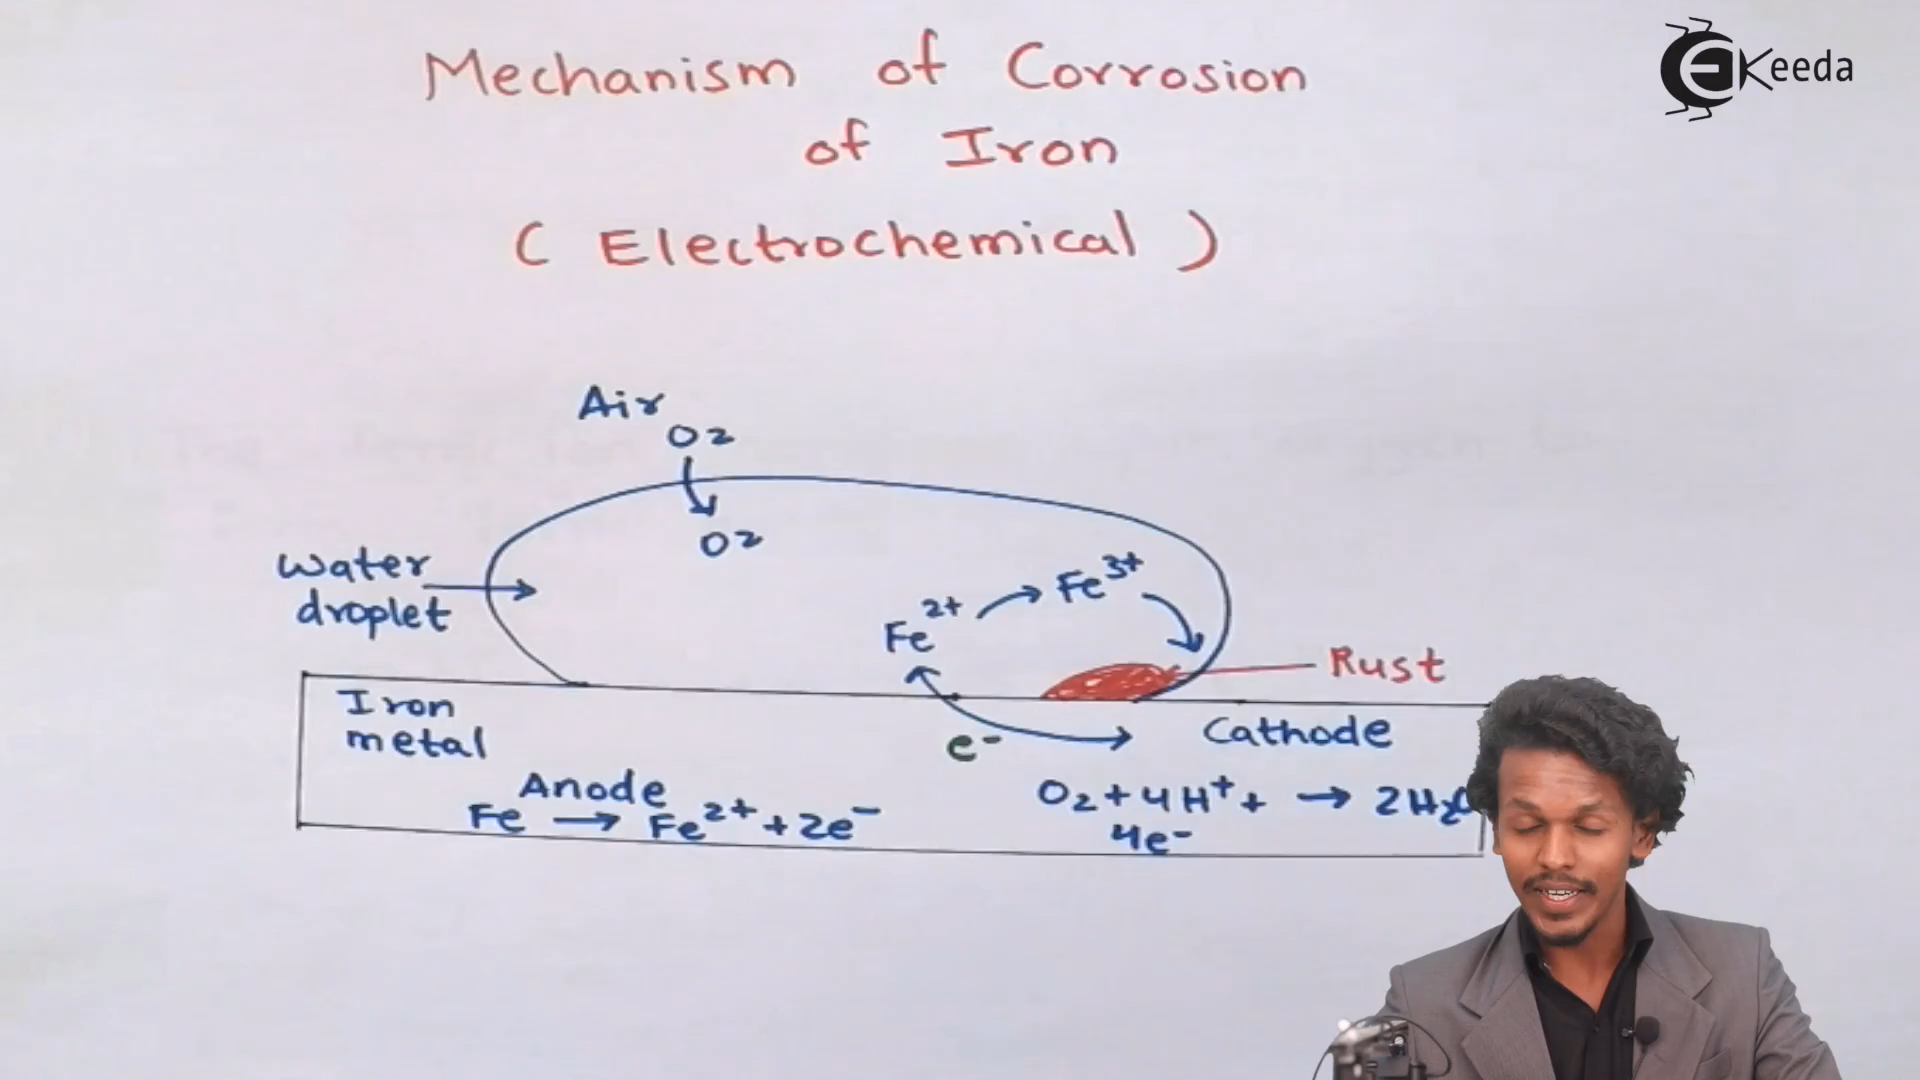 Mechanism of Corrosion
of Iron
( Electrochemical )
EKeeda
Air
O2
O2
Water
droplet
Fe2+ → Fe3+
Rust
Iron
metal
e-
Cathode
Anode
Fe → Fe2+ + 2e-
O2 + 4H+ + → 2H2O
4e-